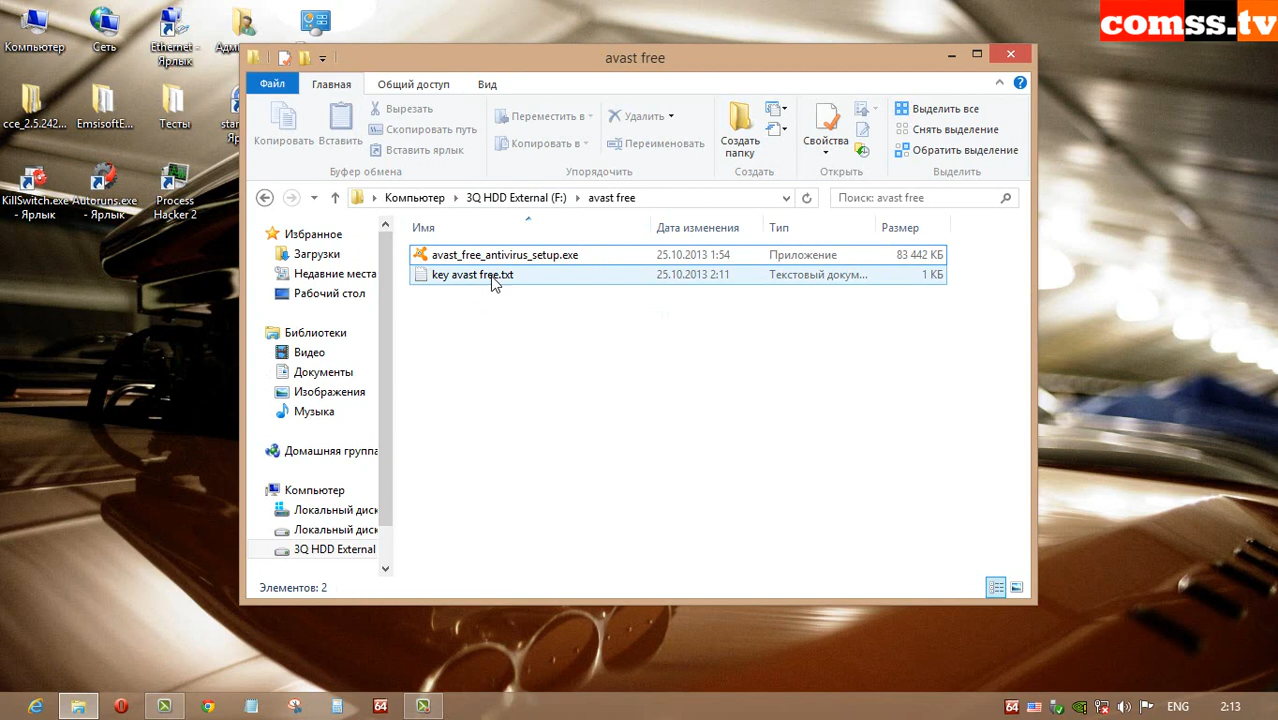 comss.tv
Компьютер
Сеть
Ethernet - Ярлык
cce_2.5.242...
EmsisoftE...
Тесты
KillSwitch.exe - Ярлык
Autoruns.exe - Ярлык
Process Hacker 2
avast free
Файл
Главная
Общий доступ
Вид
Копировать
Вставить
Вырезать
Скопировать путь
Вставить ярлык
Буфер обмена
Переместить в
Копировать в
Удалить
Переименовать
Упорядочить
Создать папку
Создать
Свойства
Открыть
Выделить все
Снять выделение
Обратить выделение
Выделить
Компьютер
3Q HDD External (F:)
avast free
Поиск: avast free
Имя
Дата изменения
Тип
Размер
avast_free_antivirus_setup.exe 25.10.2013 1:54 Приложение 83 442 КБ
key avast free.txt 25.10.2013 2:11 Текстовый докум... 1 КБ
Избранное
Загрузки
Недавние места
Рабочий стол
Библиотеки
Видео
Документы
Изображения
Музыка
Домашняя группа
Компьютер
Локальный диск
Локальный диск
3Q HDD External
Элементов: 2
64
64
ENG
2:13